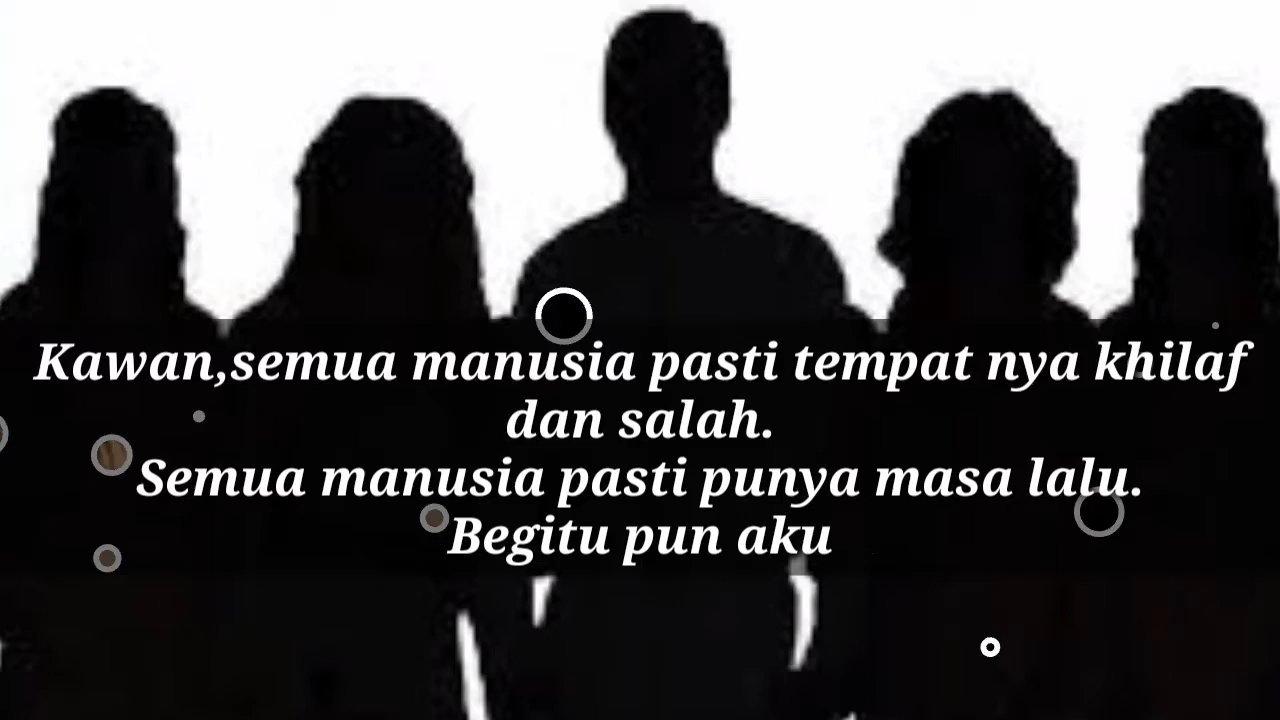 Kawan,semua manusia pasti tempat nya khilaf
dan salah.
Semua manusia pasti punya masa lalu.
Begitu pun aku